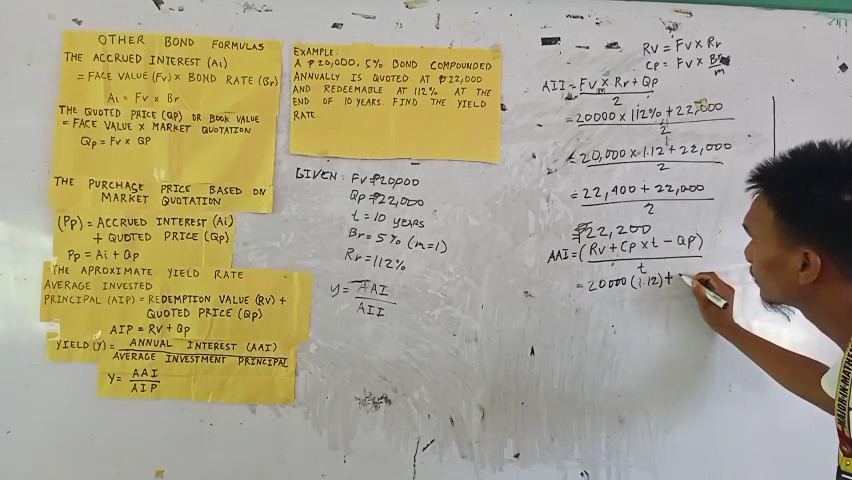 OTHER BOND FORMULAS
THE ACCRUED INTEREST (Ai)
= FACE VALUE (Fv) × BOND RATE (Br)
Ai = Fv × Br
THE QUOTED PRICE (QP) OR BOOK VALUE
= FACE VALUE × MARKET QUOTATION
Qp = Fv × QP
THE PURCHASE PRICE BASED ON
MARKET QUOTATION
(Pp) = ACCRUED INTEREST (Ai)
+ QUOTED PRICE (Qp)
Pp = Ai + Qp
THE APROXIMATE YIELD RATE
AVERAGE INVESTED
PRINCIPAL (AIP) = REDEMPTION VALUE (RV) +
QUOTED PRICE (Qp)
AIP = RV + Qp
YIELD (Y) = ANNUAL INTEREST (AAI)
AVERAGE INVESTMENT PRINCIPAL
Y = AAI
AIP
EXAMPLE:
A ₱20,000, 5% BOND COMPOUNDED
ANNUALLY IS QUOTED AT ₱22,000
AND REDEEMABLE AT 112% AT THE
END OF 10 YEARS. FIND THE YIELD
RATE.
GIVEN: Fv = ₱20000
Qp = ₱22,000
t = 10 YEARS
Br = 5% (m=1)
Rr = 112%
y = AAI
AII
RV = Fv × Rr
Cp = Fv × Br
m
AII = Fv × Rr + Qp
2
= 20000 × 112% + 22,000
2
= 20,000 × 1.12 + 22,000
2
= 22,400 + 22,000
2
= ₱22,200
AAI = (Rv + Cp × t − Qp)
t
= 20000 (1.12) +
MAJOR-IN-MATHE